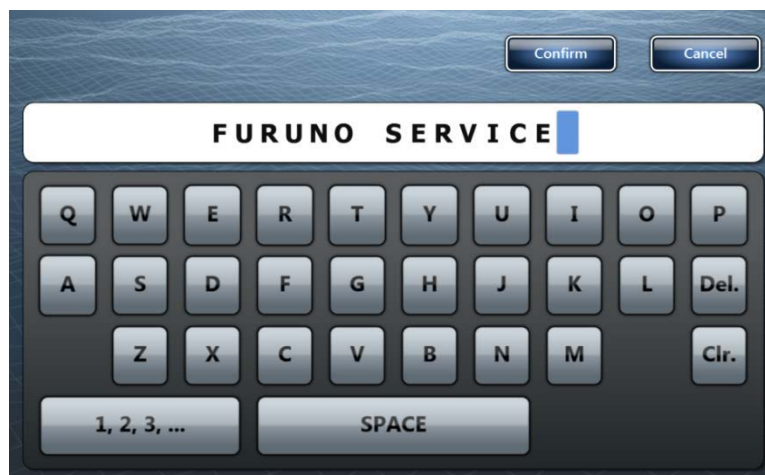 Confirm Cancel
FURUNO SERVICE
Q W E R T Y U I O P
A S D F G H J K L Del.
Z X C V B N M Clr.
1, 2, 3, ... SPACE